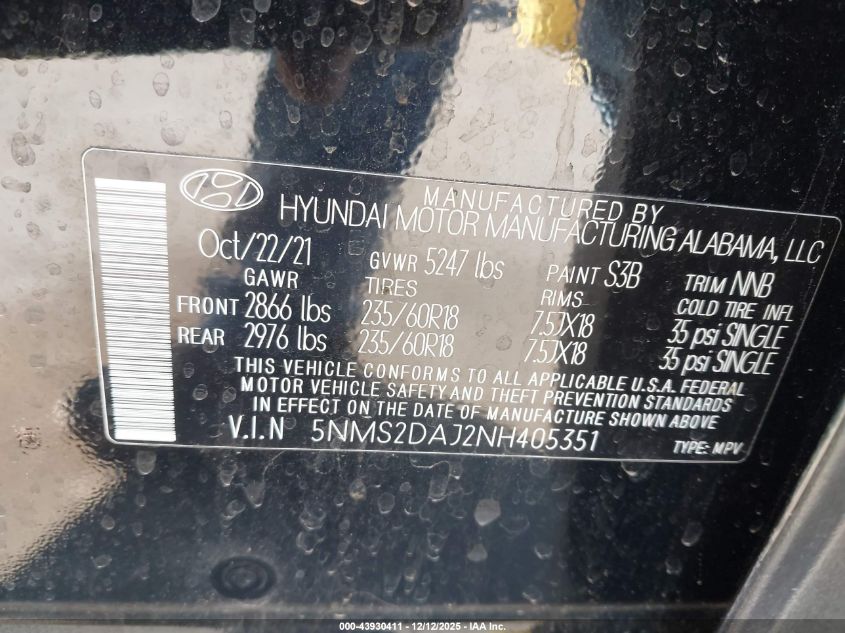 MANUFACTURED BY
HYUNDAI MOTOR MANUFACTURING ALABAMA, LLC
Oct/22/21 GVWR 5247 lbs PAINT S3B TRIM NNB
GAWR TIRES RIMS COLD TIRE INFL
FRONT 2866 lbs 235/60R18 7.5JX18 35 psi SINGLE
REAR 2976 lbs 235/60R18 7.5JX18 35 psi SINGLE
THIS VEHICLE CONFORMS TO ALL APPLICABLE U.S.A. FEDERAL
MOTOR VEHICLE SAFETY AND THEFT PREVENTION STANDARDS
IN EFFECT ON THE DATE OF MANUFACTURE SHOWN ABOVE
V.I.N 5NMS2DAJ2NH405351 TYPE: MPV
000-43930411 - 12/12/2025 - IAA Inc.